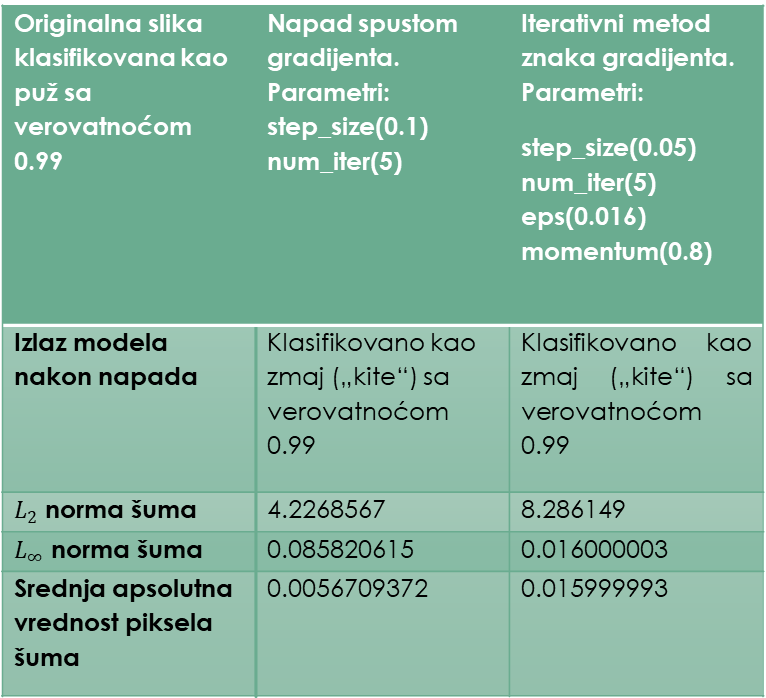 Originalna slika
klasifikovana kao
puž sa
verovatnoćom
0.99
Napad spustom
gradijenta.
Parametri:
step_size(0.1)
num_iter(5)
Iterativni metod
znaka gradijenta.
Parametri:
step_size(0.05)
num_iter(5)
eps(0.016)
momentum(0.8)
Izlaz modela
nakon napada
Klasifikovano kao
zmaj („kite“) sa
verovatnoćom
0.99
Klasifikovano kao
zmaj („kite“) sa
verovatnoćom
0.99
L₂ norma šuma
4.2268567
8.286149
L∞ norma šuma
0.085820615
0.016000003
Srednja apsolutna
vrednost piksela
šuma
0.0056709372
0.015999993